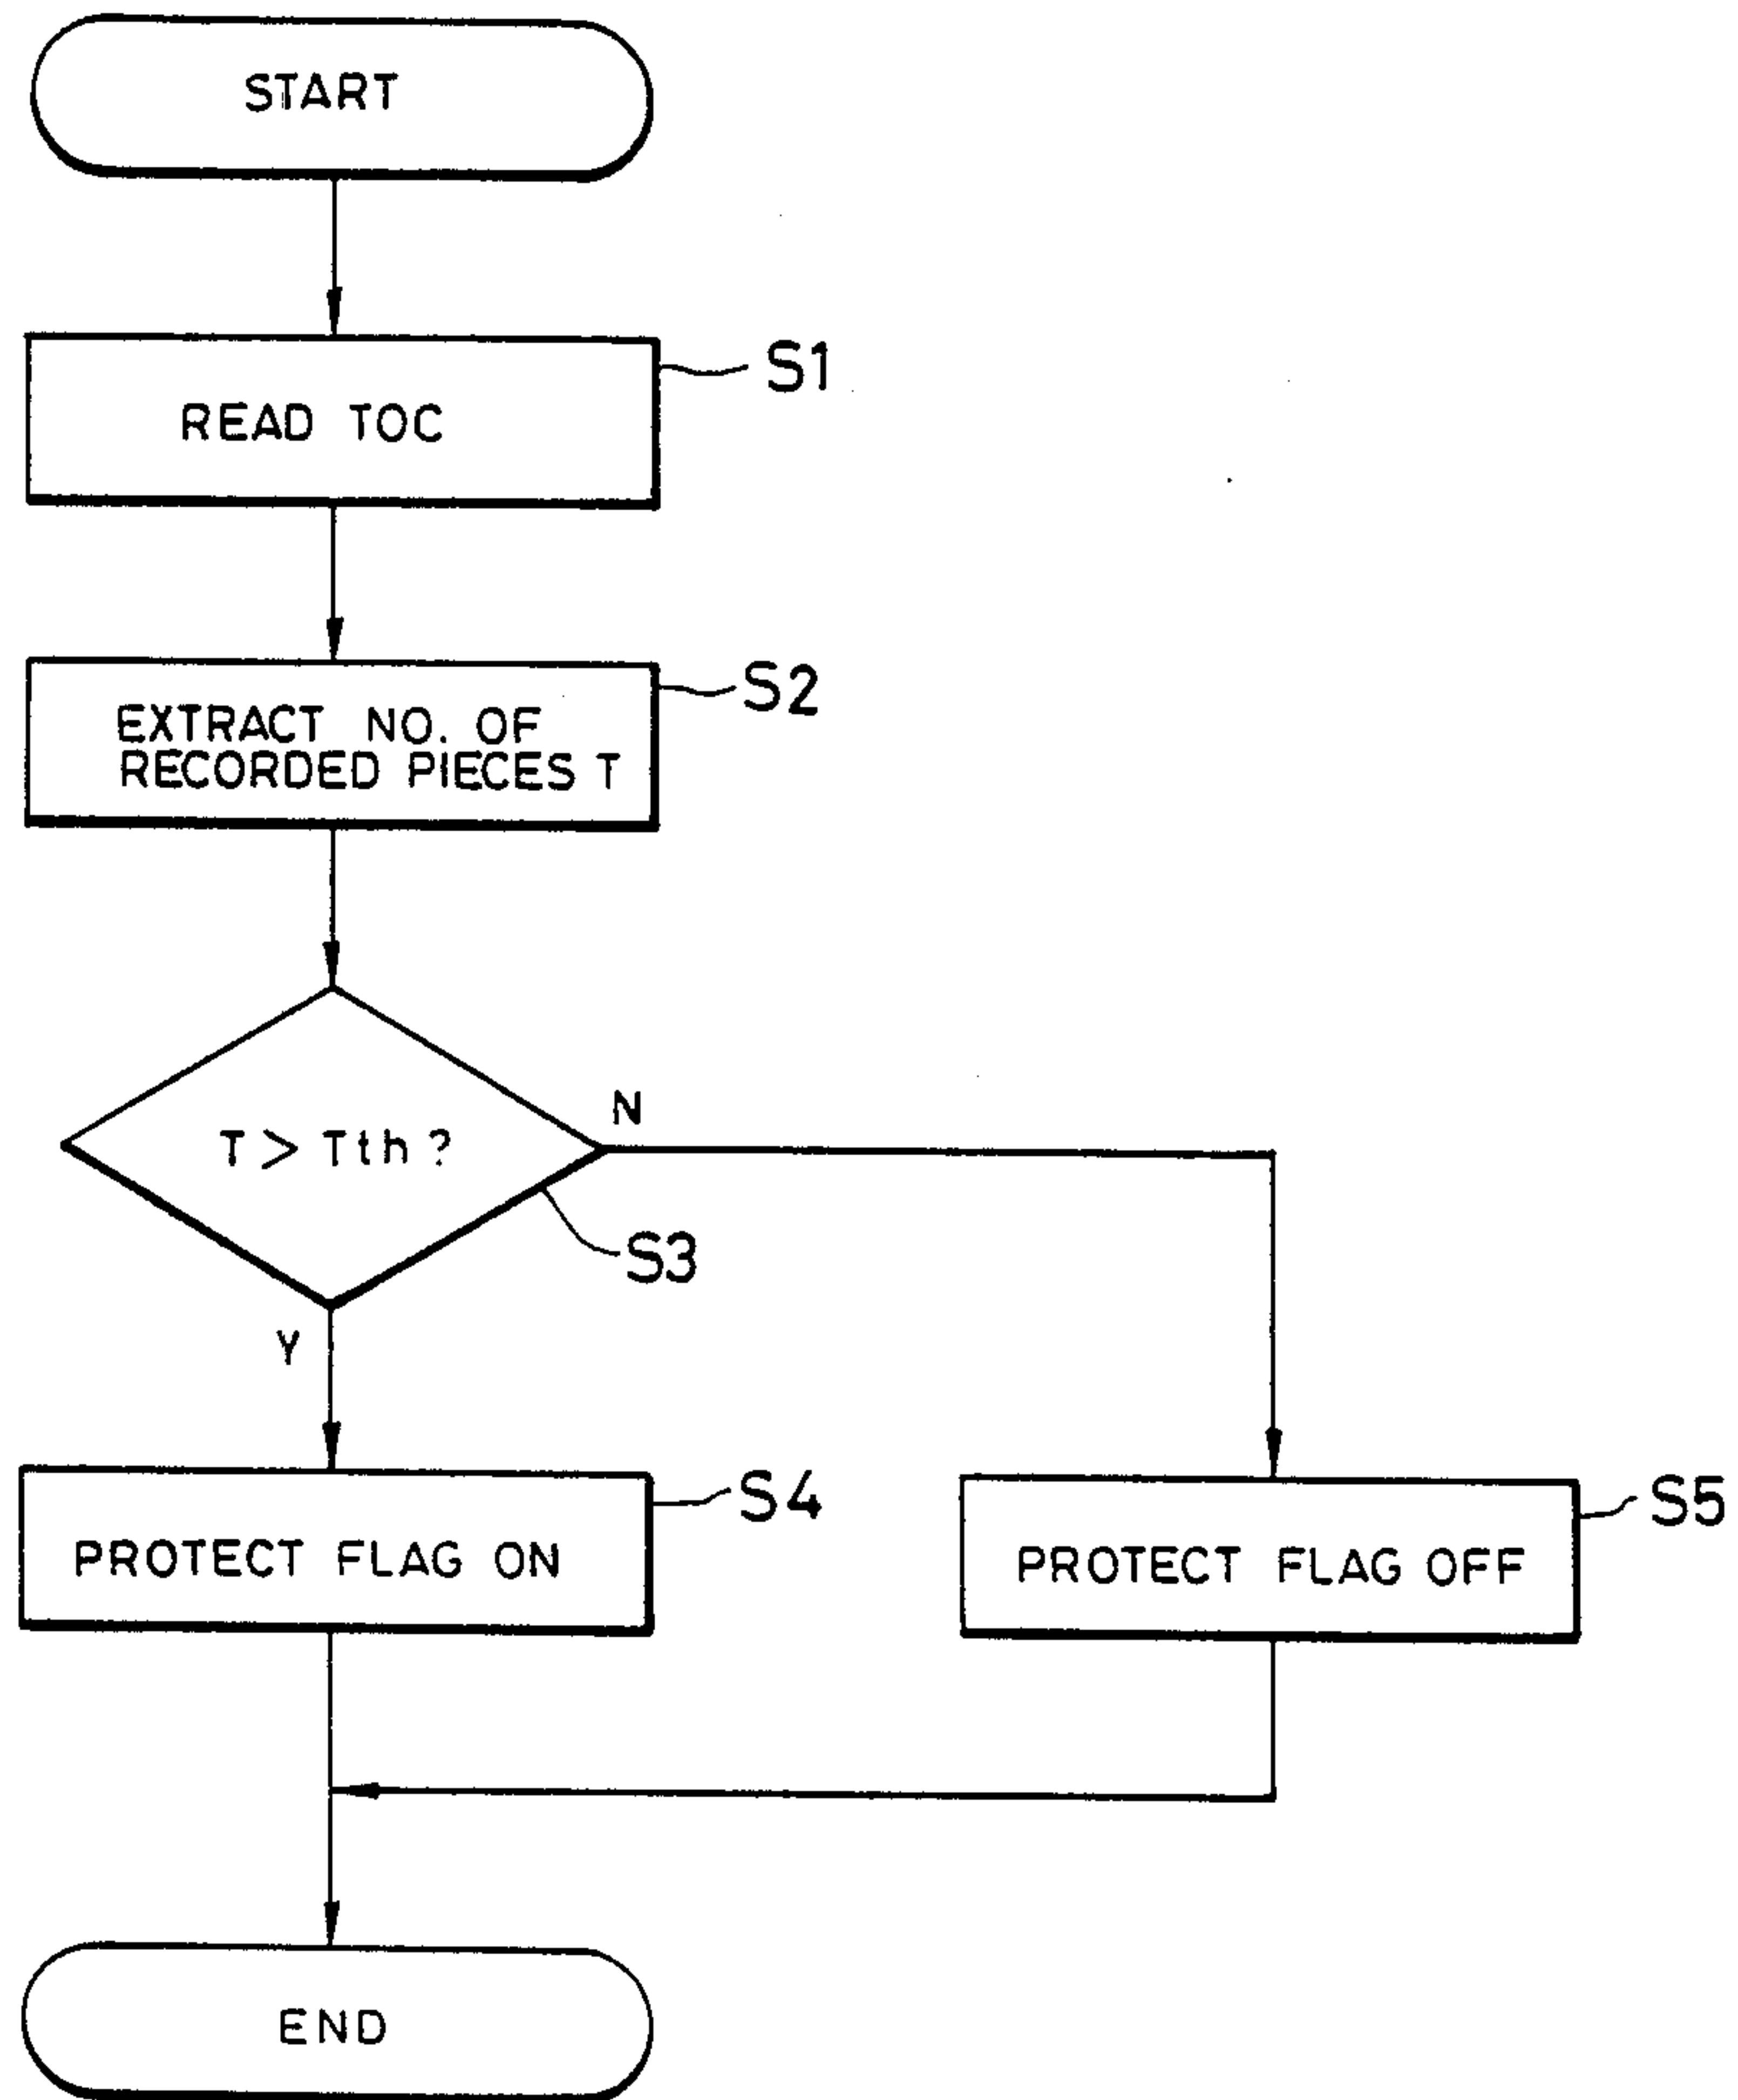 START
READ TOC
S1
EXTRACT NO. OF
RECORDED PIECES T
S2
T > Tth ?
N
S3
Y
PROTECT FLAG ON
S4
PROTECT FLAG OFF
S5
END